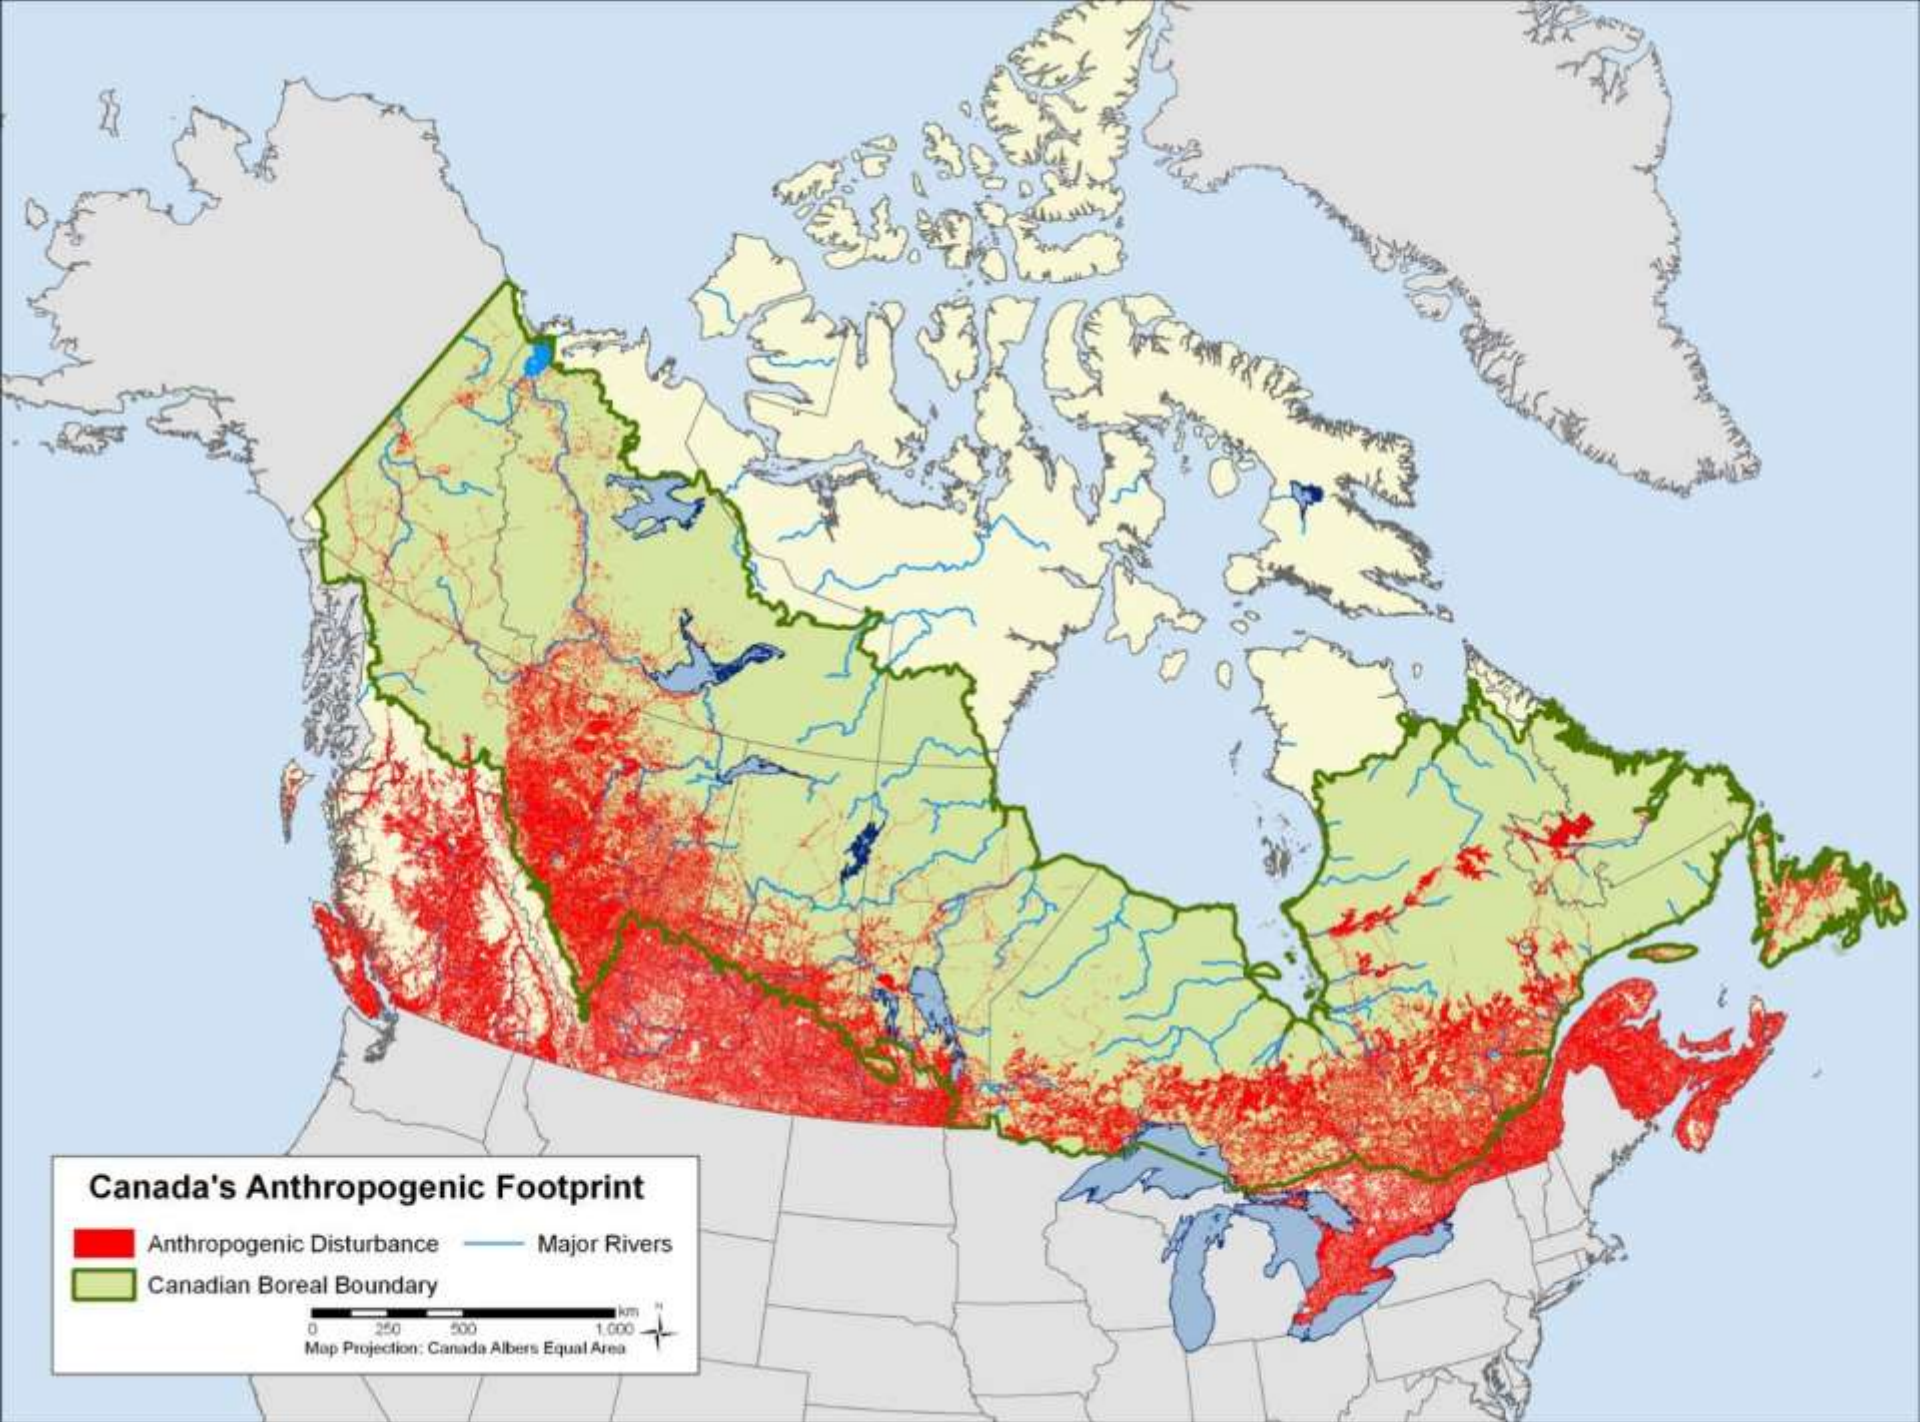 Canada's Anthropogenic Footprint
Anthropogenic Disturbance
Major Rivers
Canadian Boreal Boundary
km
N
0 250 500 1,000
Map Projection: Canada Albers Equal Area